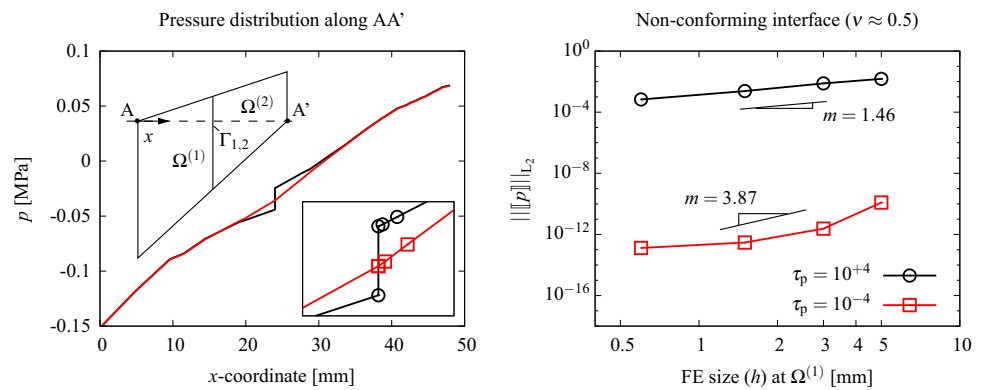 Pressure distribution along AA’
0.1
0.05
0
-0.05
-0.1
-0.15
p [MPa]
A
A’
x
Ω(2)
Γ1,2
Ω(1)
0
10
20
30
40
50
x-coordinate [mm]
Non-conforming interface (ν ≈ 0.5)
10^0
10^−4
10^−8
10^−12
10^−16
||⟦p⟧||L2
m = 1.46
m = 3.87
τp = 10^+4
τp = 10^−4
0.5
1
2
3
4
5
10
FE size (h) at Ω(1) [mm]